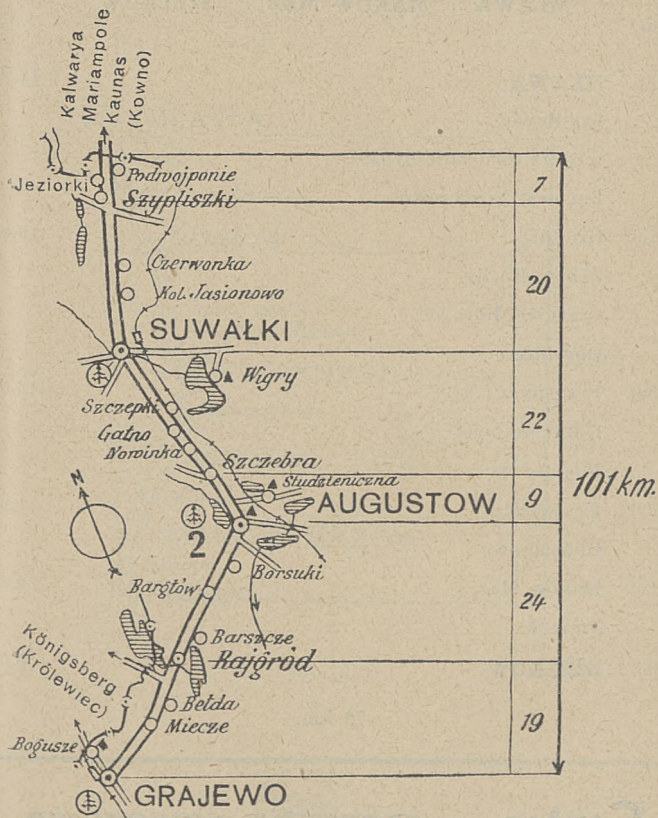 Kalwarya
Mariampole
Kaunas
(Kowno)
Jeziorki
Podwojponie
Szypliszki
7
Czerwonka
Kol. Jasionowo
20
SUWAŁKI
Wigry
Szczepki
Gatno
Nowinka
22
Szczebra
Studzieniczna
AUGUSTOW
9
101 km.
N
2
Borsuki
Bargłów
24
Barszcze
Rajgród
Königsberg
(Królewiec)
Bełda
Miecze
19
Bogusze
GRAJEWO